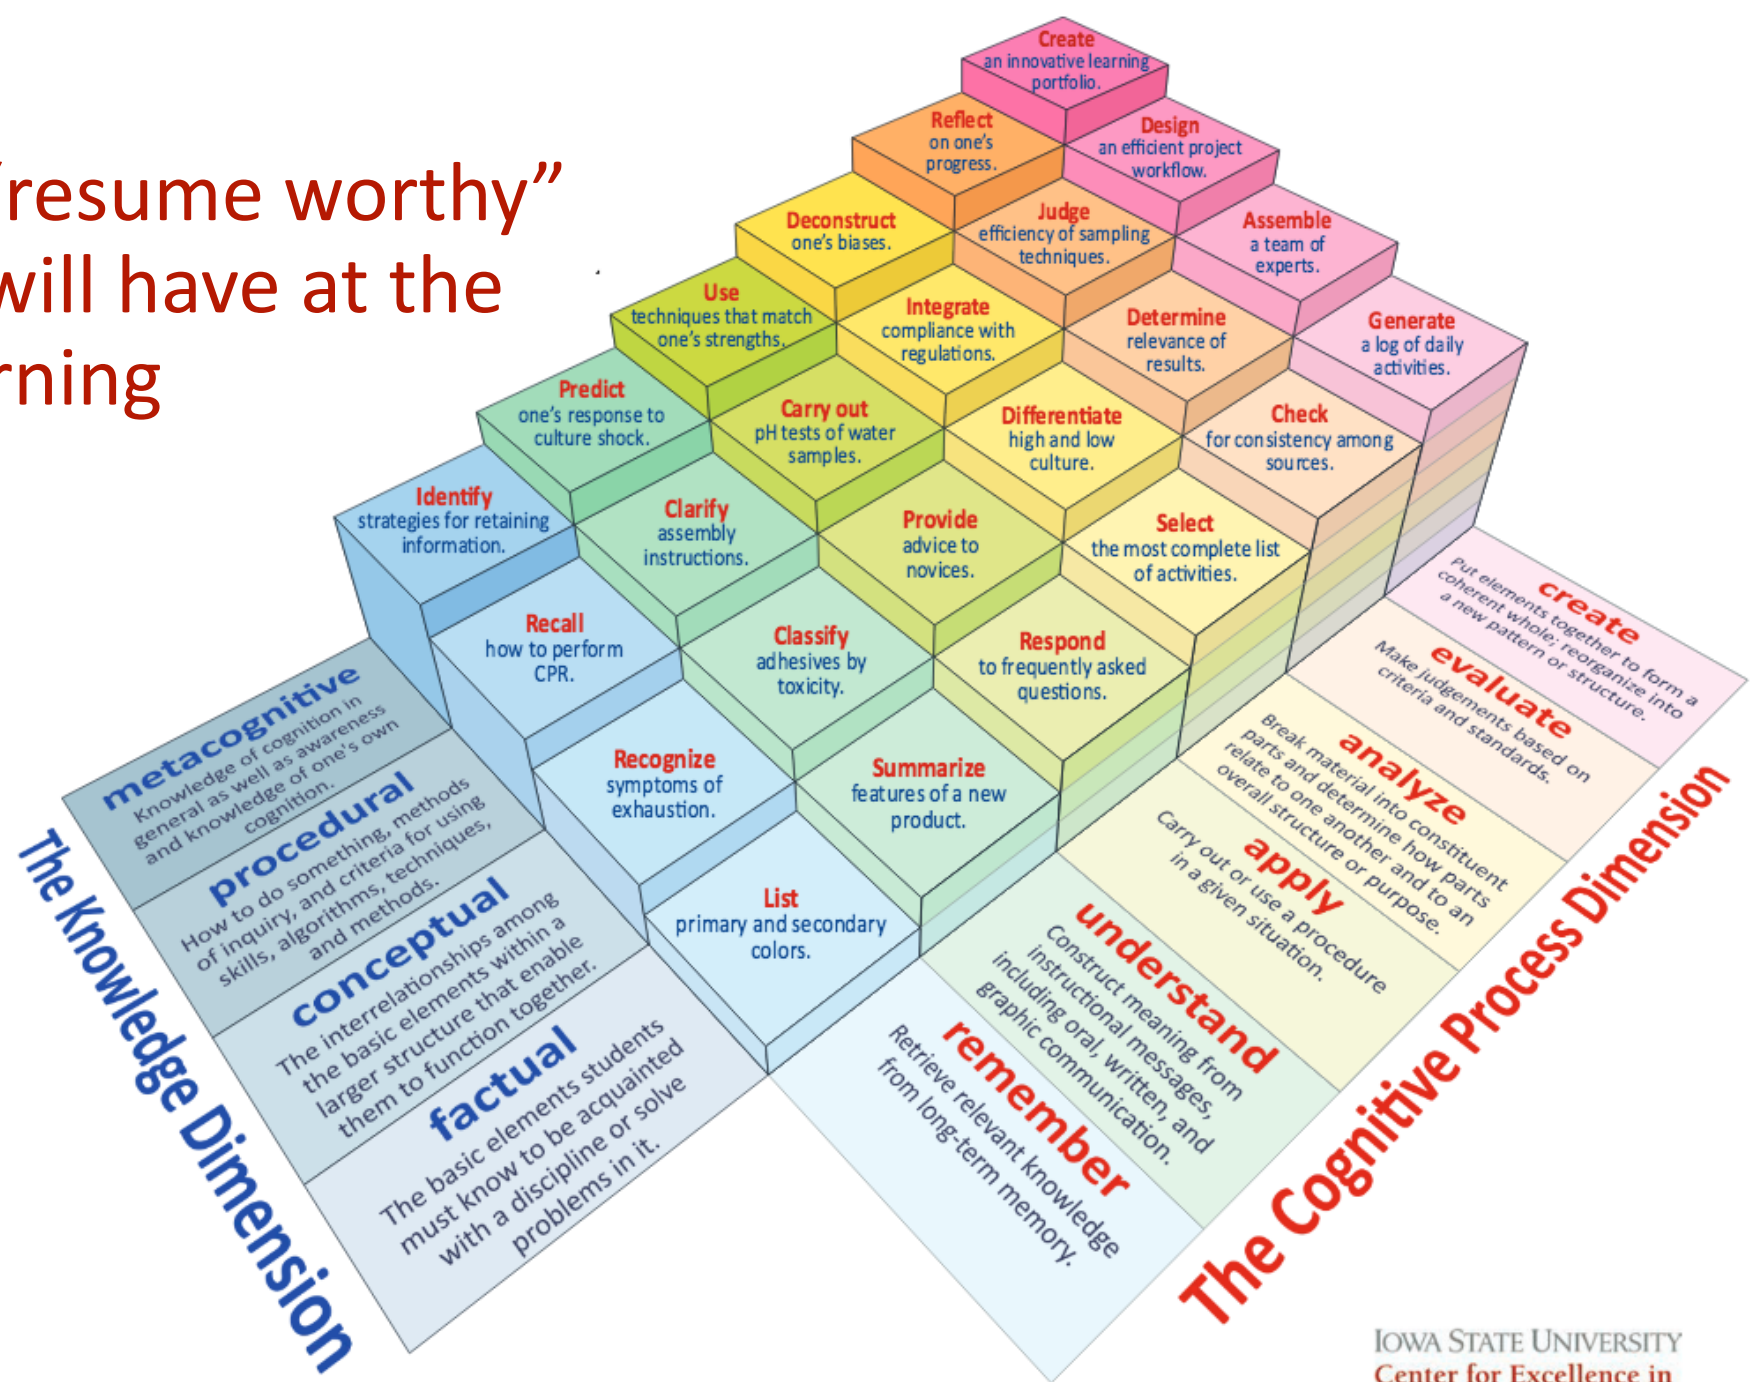 “resume worthy”
will have at the
rning
Create
an innovative learning
portfolio.
Reflect
on one's
progress.
Design
an efficient project
workflow.
Deconstruct
one's biases.
Judge
efficiency of sampling
techniques.
Assemble
a team of
experts.
Use
techniques that match
one's strengths.
Integrate
compliance with
regulations.
Determine
relevance of
results.
Generate
a log of daily
activities.
Predict
one's response to
culture shock.
Carry out
pH tests of water
samples.
Differentiate
high and low
culture.
Check
for consistency among
sources.
Identify
strategies for retaining
information.
Clarify
assembly
instructions.
Provide
advice to
novices.
Select
the most complete list
of activities.
Recall
how to perform
CPR.
Classify
adhesives by
toxicity.
Respond
to frequently asked
questions.
Recognize
symptoms of
exhaustion.
Summarize
features of a new
product.
List
primary and secondary
colors.
metacognitive
Knowledge of cognition in
general as well as awareness
and knowledge of one's own
cognition.
procedural
How to do something, methods
of inquiry, and criteria for using
skills, algorithms, techniques,
and methods.
conceptual
The interrelationships among
the basic elements within a
larger structure that enable
them to function together.
factual
The basic elements students
must know to be acquainted
with a discipline or solve
problems in it.
The Knowledge Dimension
create
Put elements together to form a
coherent whole; reorganize into
a new pattern or structure.
evaluate
Make judgements based on
criteria and standards.
analyze
Break material into constituent
parts and determine how parts
relate to one another and to an
overall structure or purpose.
apply
Carry out or use a procedure
in a given situation.
understand
Construct meaning from
instructional messages,
including oral, written, and
graphic communication.
remember
Retrieve relevant knowledge
from long-term memory.
The Cognitive Process Dimension
IOWA STATE UNIVERSITY
Center for Excellence in